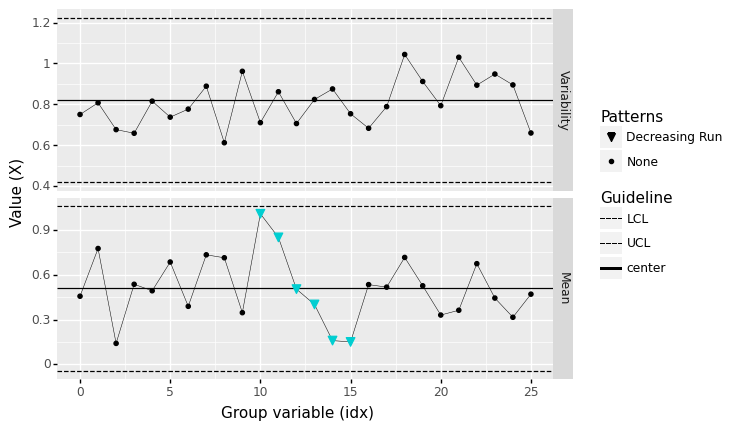 1.2
1
0.8
0.6
0.4
Variability
Value (X)
0.9
0.6
0.3
0
Mean
0
5
10
15
20
25
Group variable (idx)
Patterns
Decreasing Run
None
Guideline
LCL
UCL
center